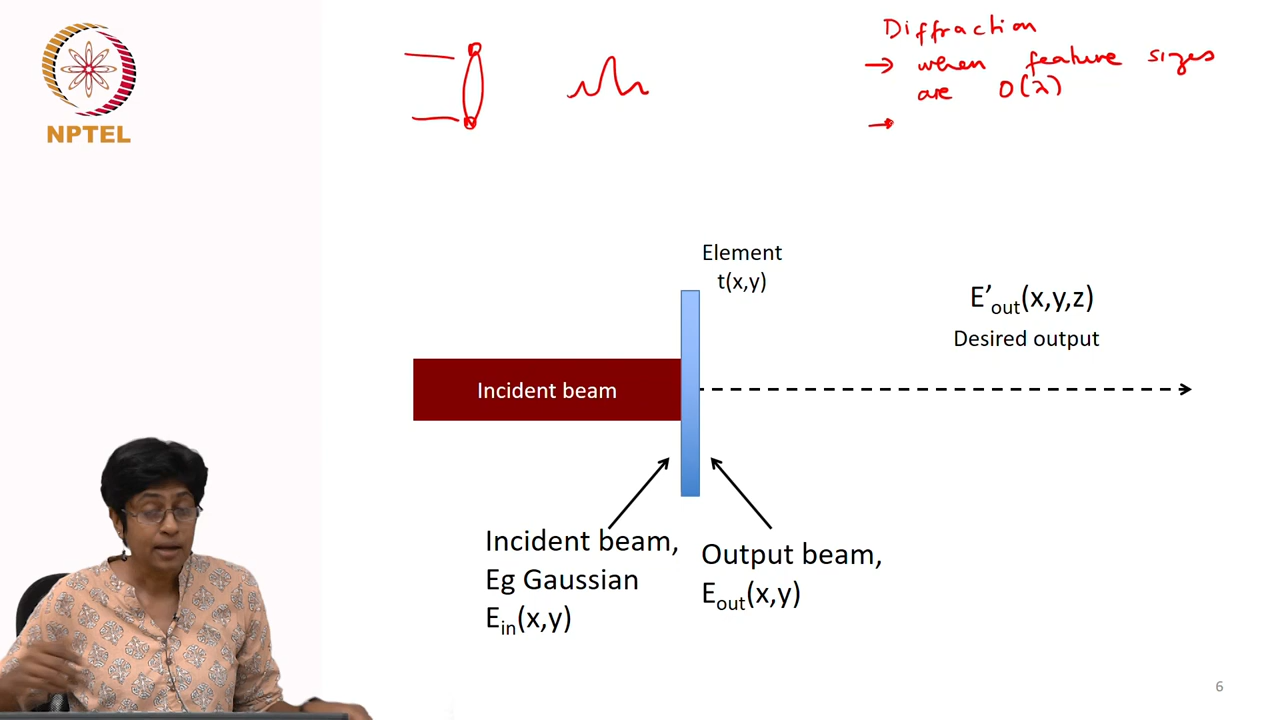 NPTEL
Diffraction
→ when feature sizes
are O(λ)
→
Element
t(x,y)
E’out(x,y,z)
Desired output
Incident beam
Incident beam,
Eg Gaussian
Ein(x,y)
Output beam,
Eout(x,y)
6